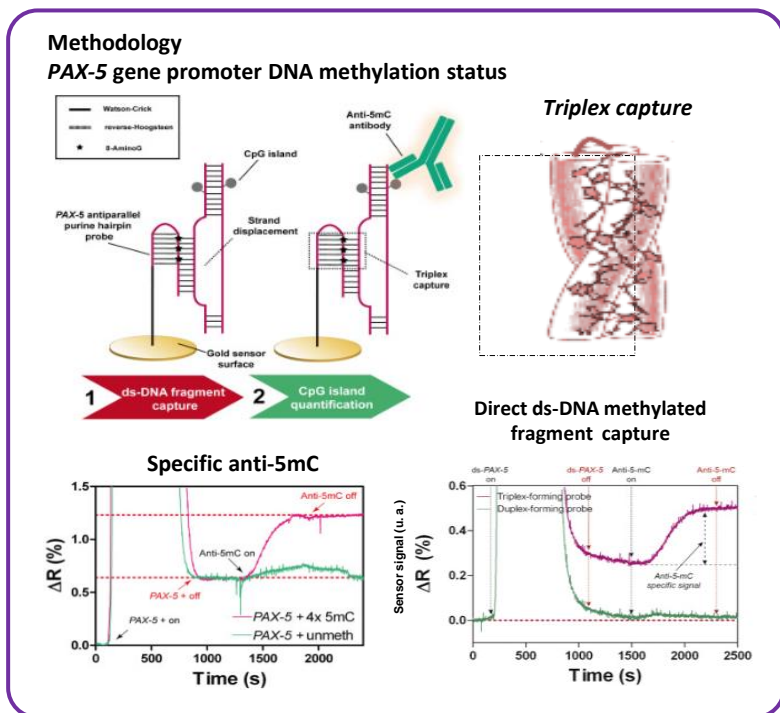 Methodology
PAX-5 gene promoter DNA methylation status
Watson-Crick
reverse-Hoogsteen
8-AminoG
Anti-5mC
antibody
CpG island
PAX-5 antiparallel
purine hairpin
probe
Strand
displacement
Triplex
capture
Gold sensor
surface
1 ds-DNA fragment
capture
2 CpG island
quantification
Triplex capture
Specific anti-5mC
1.5
1.0
0.5
0.0
ΔR (%)
Anti-5mC off
Anti-5mC on
PAX-5 + off
PAX-5 + on
PAX-5 + 4x 5mC
PAX-5 + unmeth
0 500 1000 1500 2000
Time (s)
Direct ds-DNA methylated
fragment capture
ds-PAX-5
on
ds-PAX-5
off
Anti-5-mC
on
Anti-5-mC
off
Triplex-forming probe
Duplex-forming probe
Sensor signal (u. a.)
ΔR (%)
0.6
0.4
0.2
0.0
Anti-5-mC
specific signal
0 500 1000 1500 2000 2500
Time (s)